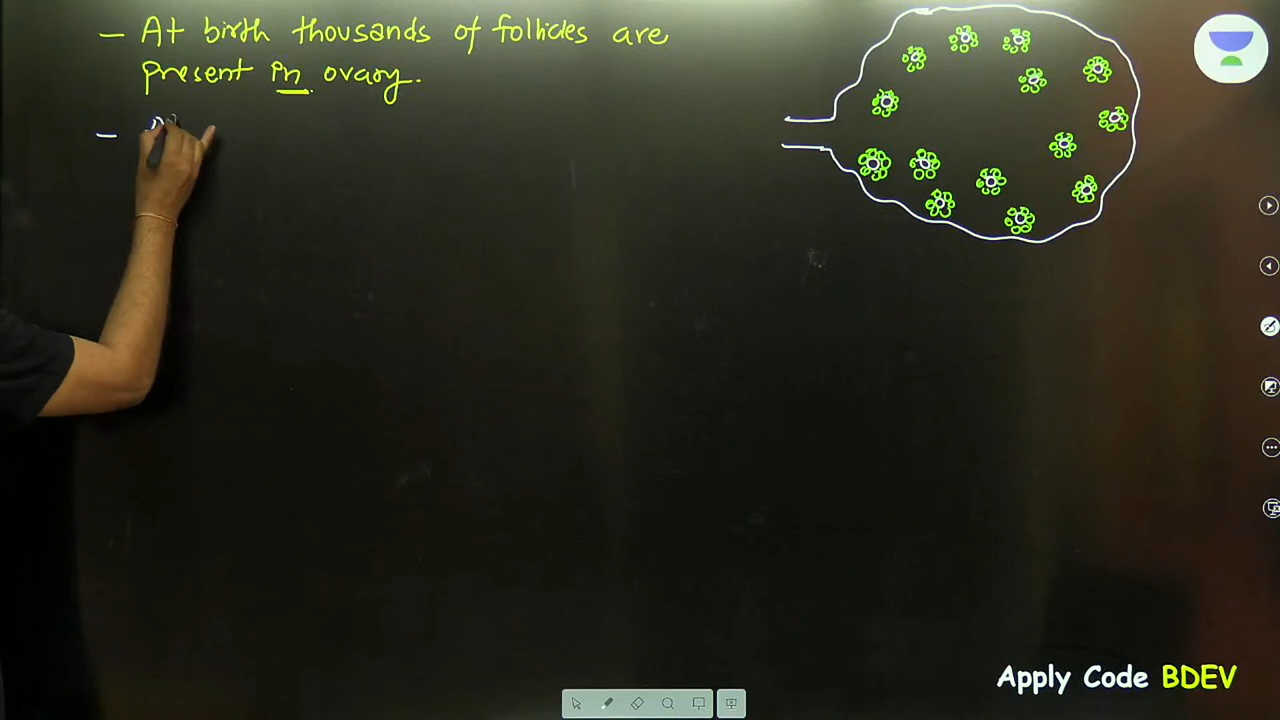 – At birth thousands of follicles are
present in ovary.
–
Apply Code BDEV